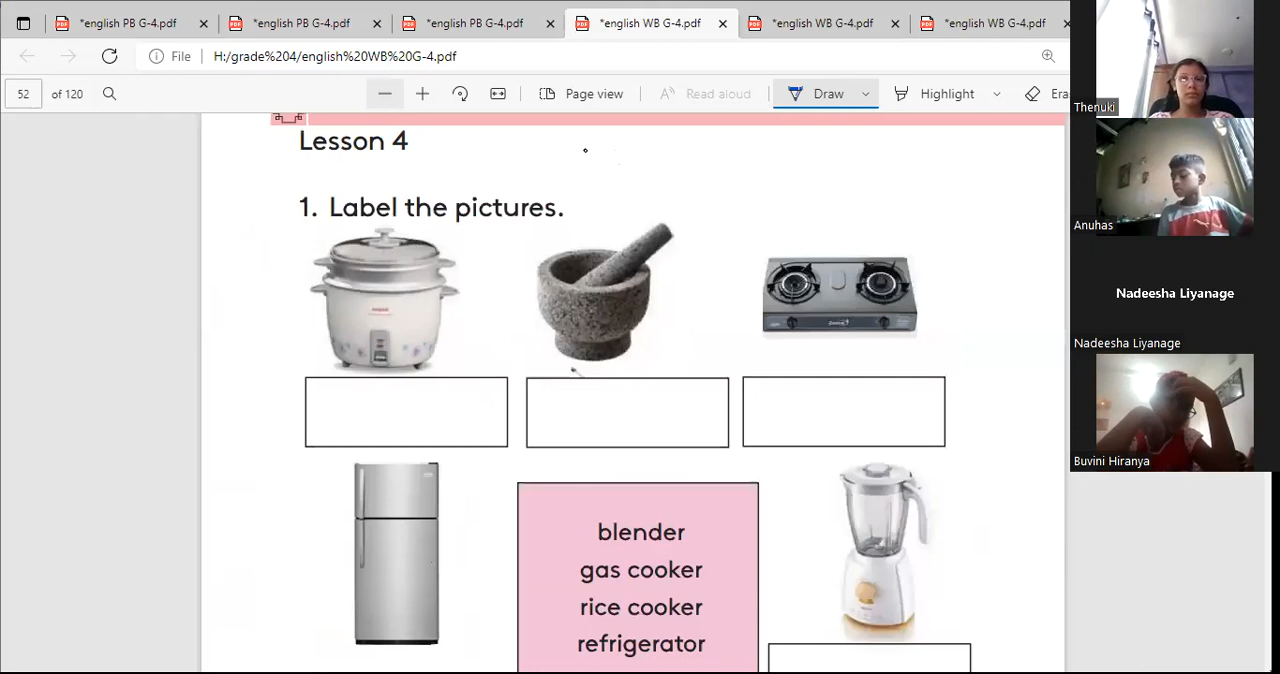 *english PB G-4.pdf
*english PB G-4.pdf
*english PB G-4.pdf
*english WB G-4.pdf
*english WB G-4.pdf
*english WB G-4.pdf
File
H:/grade%204/english%20WB%20G-4.pdf
52 of 120
Page view
Read aloud
Draw
Highlight
Era
Lesson 4
1. Label the pictures.
blender
gas cooker
rice cooker
refrigerator
Thenuki
Anuhas
Nadeesha Liyanage
Nadeesha Liyanage
Buvini Hiranya